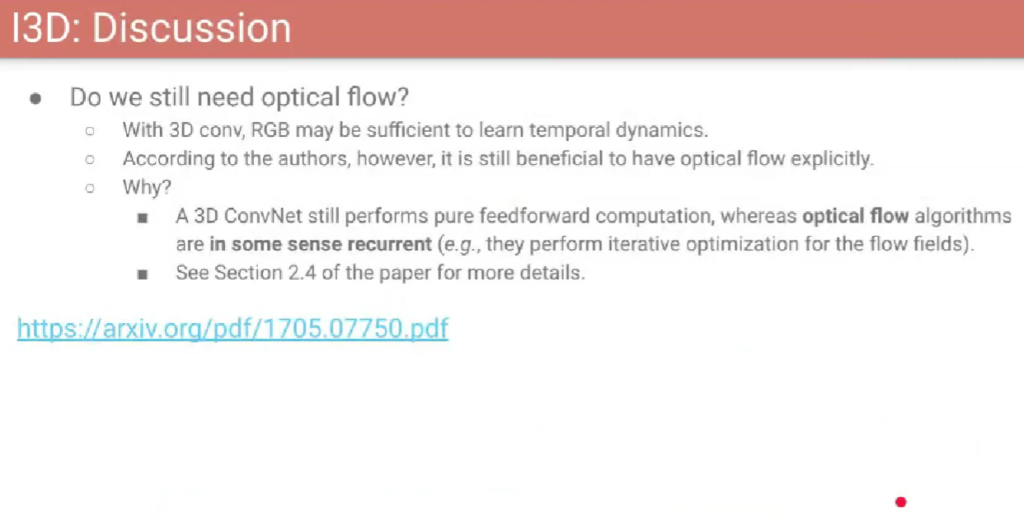 I3D: Discussion
● Do we still need optical flow?
○ With 3D conv, RGB may be sufficient to learn temporal dynamics.
○ According to the authors, however, it is still beneficial to have optical flow explicitly.
○ Why?
■ A 3D ConvNet still performs pure feedforward computation, whereas optical flow algorithms
are in some sense recurrent (e.g., they perform iterative optimization for the flow fields).
■ See Section 2.4 of the paper for more details.
https://arxiv.org/pdf/1705.07750.pdf